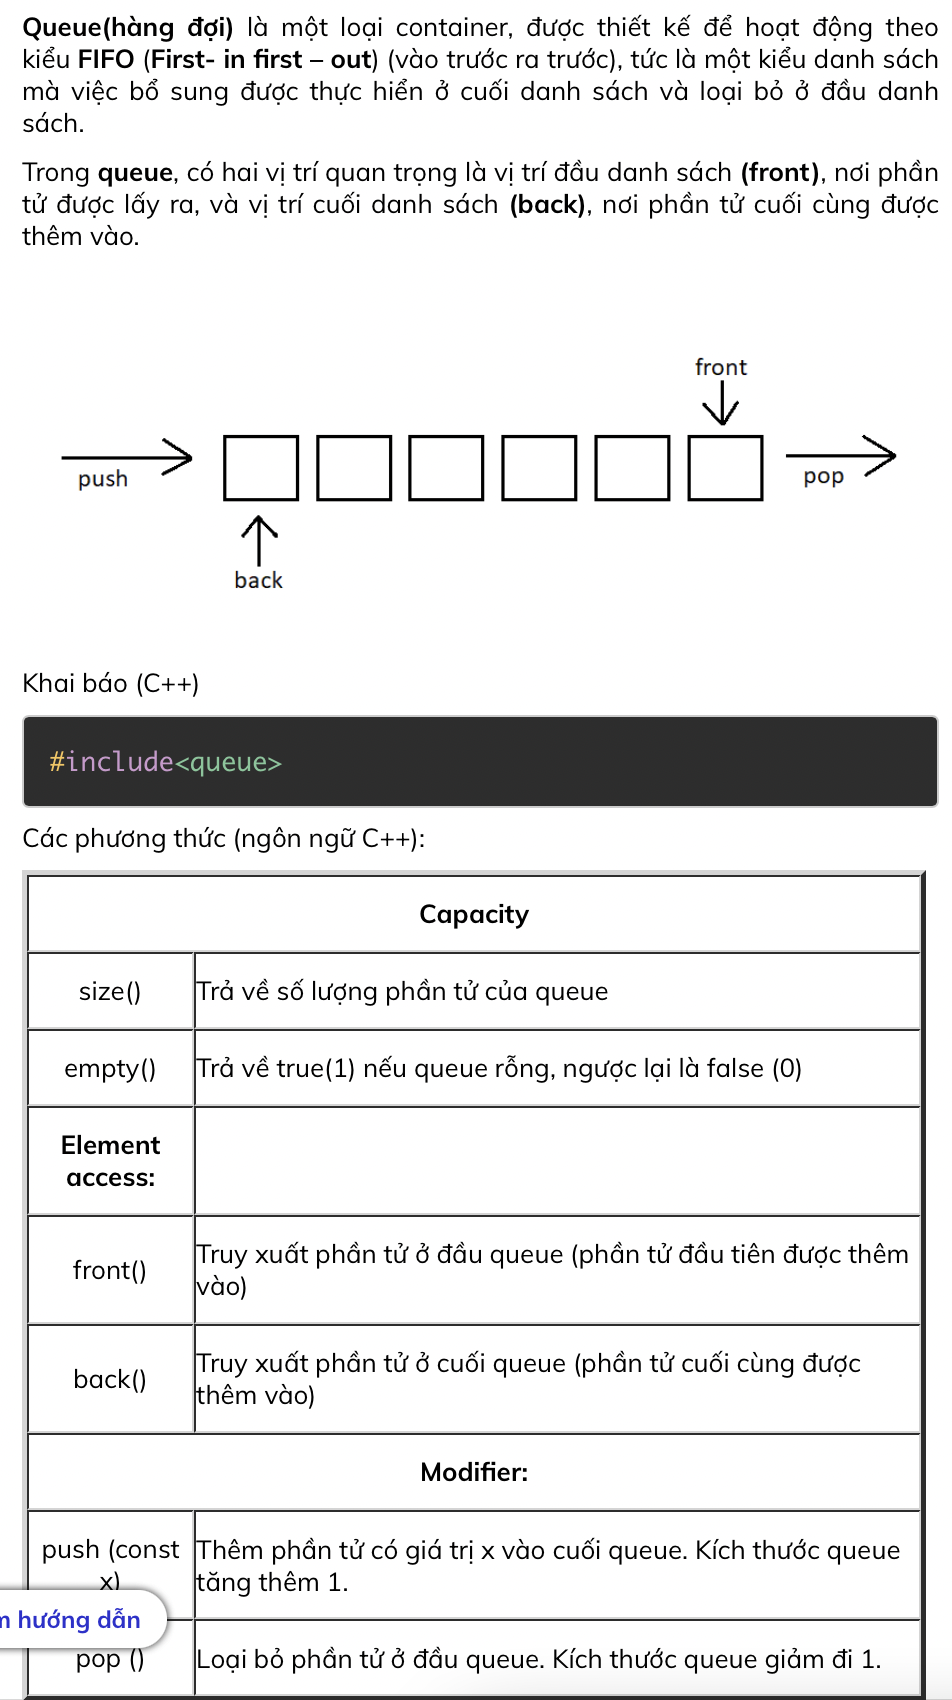 Queue(hàng đợi) là một loại container, được thiết kế để hoạt động theo
kiểu FIFO (First- in first – out) (vào trước ra trước), tức là một kiểu danh sách
mà việc bổ sung được thực hiển ở cuối danh sách và loại bỏ ở đầu danh
sách.
Trong queue, có hai vị trí quan trọng là vị trí đầu danh sách (front), nơi phần
tử được lấy ra, và vị trí cuối danh sách (back), nơi phần tử cuối cùng được
thêm vào.
front
push
pop
back
Khai báo (C++)
#include<queue>
Các phương thức (ngôn ngữ C++):
Capacity
size()
Trả về số lượng phần tử của queue
empty()
Trả về true(1) nếu queue rỗng, ngược lại là false (0)
Element
access:
front()
Truy xuất phần tử ở đầu queue (phần tử đầu tiên được thêm
vào)
back()
Truy xuất phần tử ở cuối queue (phần tử cuối cùng được
thêm vào)
Modifier:
push (const
x)
Thêm phần tử có giá trị x vào cuối queue. Kích thước queue
tăng thêm 1.
hướng dẫn
pop ()
Loại bỏ phần tử ở đầu queue. Kích thước queue giảm đi 1.